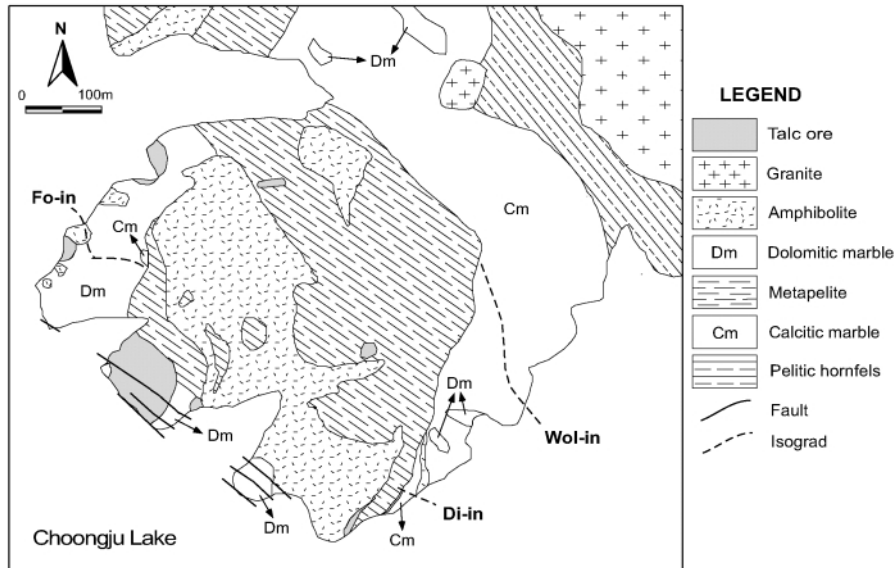 N
0 100m
Dm
Fo-in
Cm
Dm
Cm
Dm
Wol-in
Dm
Dm
Di-in
Cm
Choongju Lake
LEGEND
Talc ore
Granite
Amphibolite
Dm Dolomitic marble
Metapelite
Cm Calcitic marble
Pelitic hornfels
Fault
Isograd